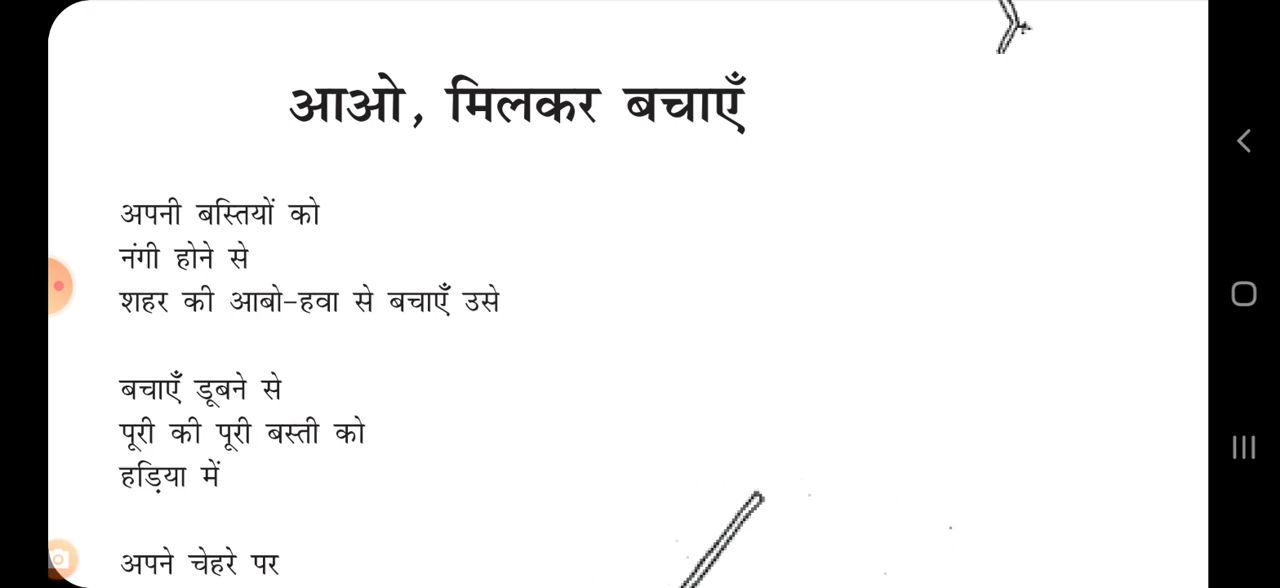 आओ, मिलकर बचाएँ
अपनी बस्तियों को
नंगी होने से
शहर की आबो-हवा से बचाएँ उसे
बचाएँ डूबने से
पूरी की पूरी बस्ती को
हड़िया में
अपने चेहरे पर